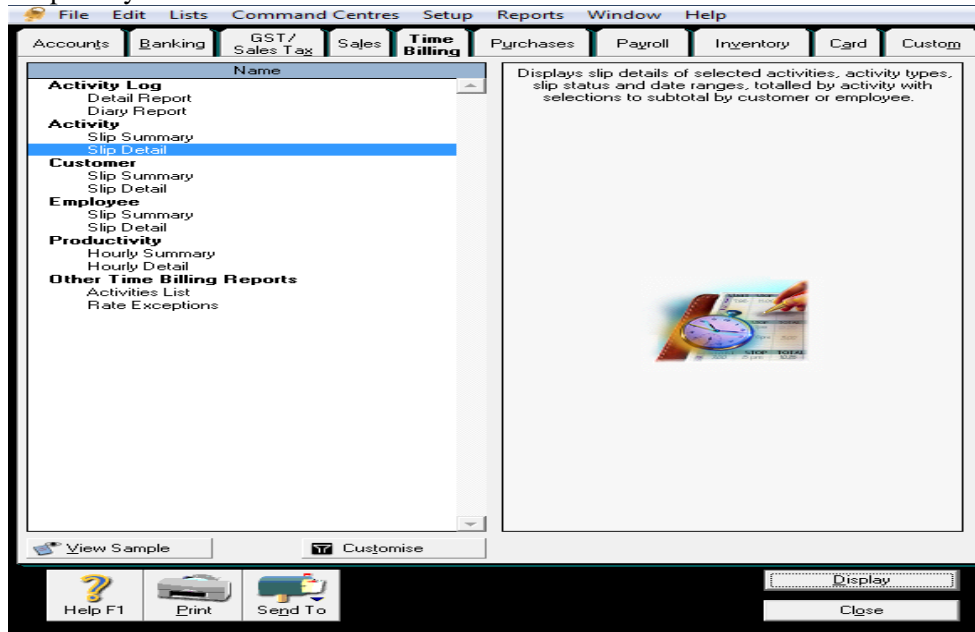 File Edit Lists Command Centres Setup Reports Window Help
Accounts Banking GST/ Sales Tax Sales Time Billing Purchases Payroll Inventory Card Custom
Name
Activity Log
Detail Report
Diary Report
Activity
Slip Summary
Slip Detail
Customer
Slip Summary
Slip Detail
Employee
Slip Summary
Slip Detail
Productivity
Hourly Summary
Hourly Detail
Other Time Billing Reports
Activities List
Rate Exceptions
Displays slip details of selected activities, activity types,
slip status and date ranges, totalled by activity with
selections to subtotal by customer or employee.
STOP TOTAL
View Sample Customise
Help F1 Print Send To
Display
Close